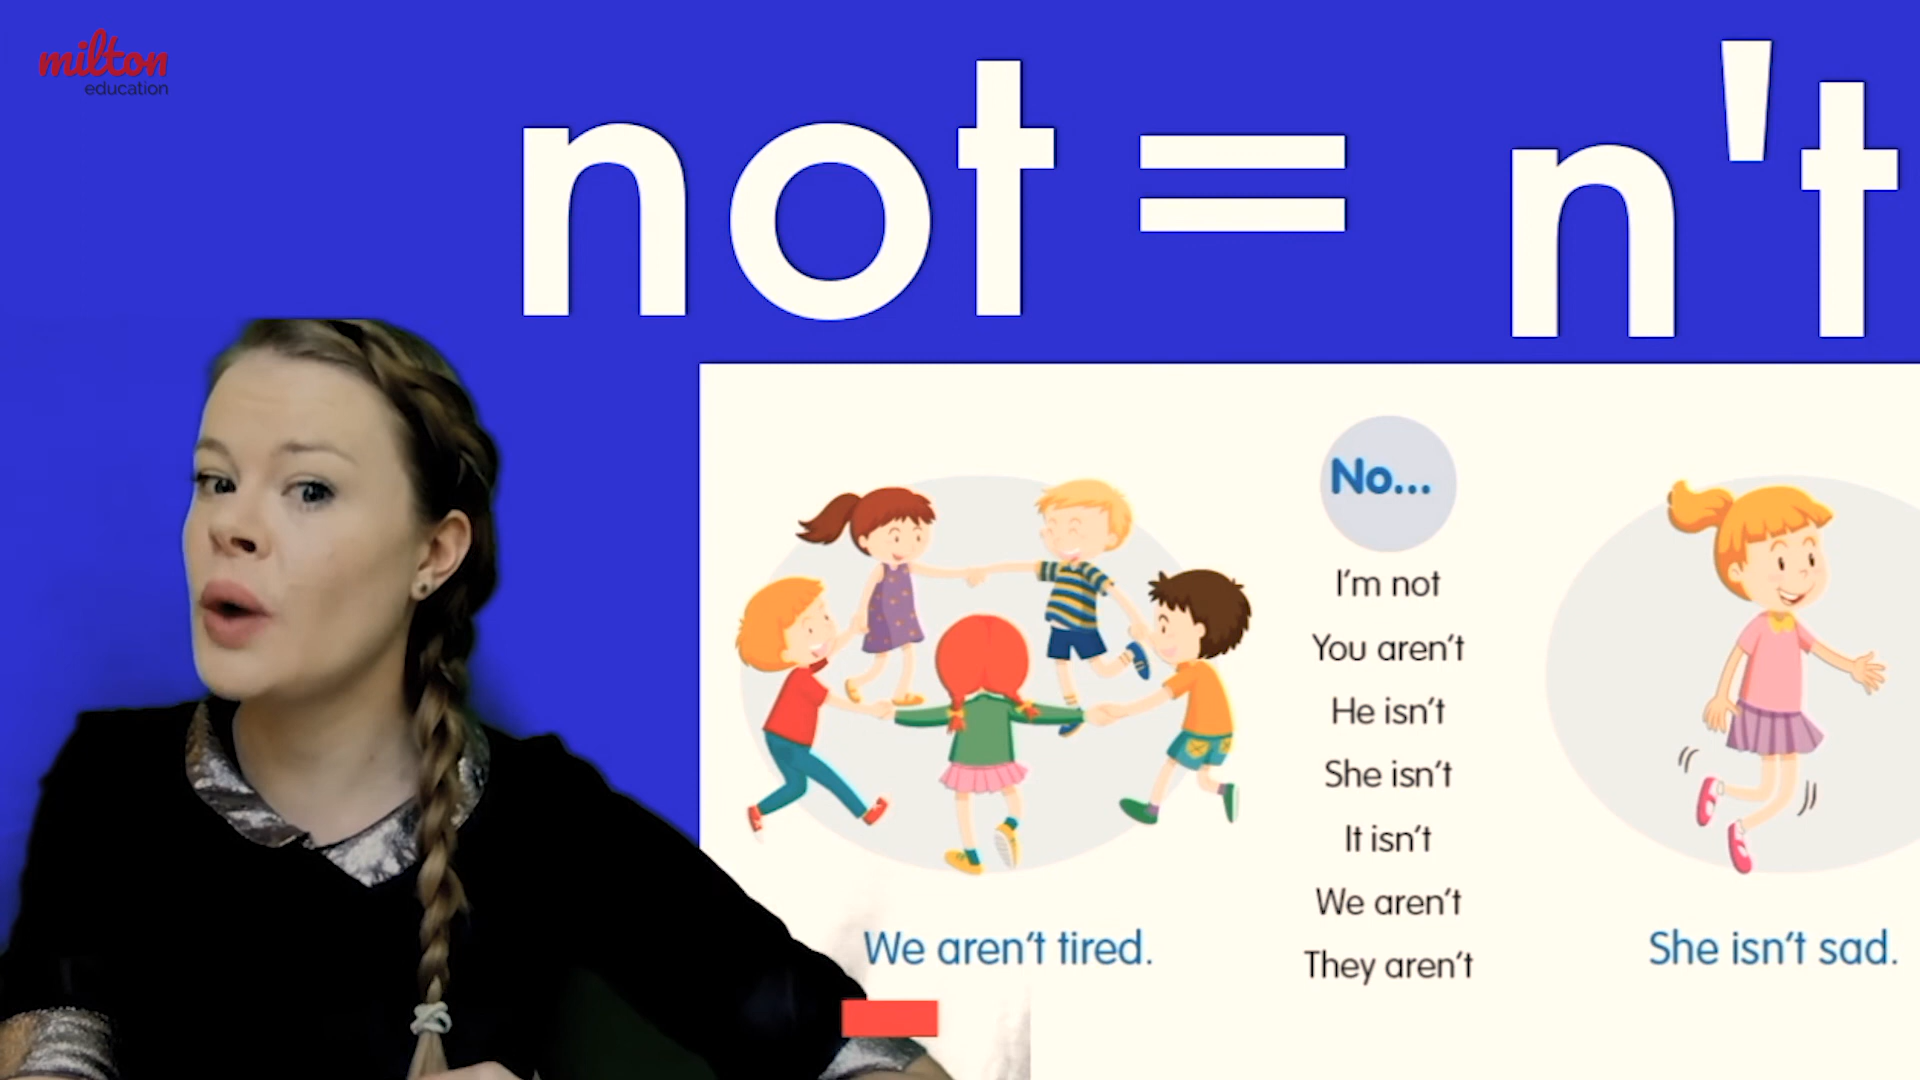 milton
education
not = n't
No...
I'm not
You aren't
He isn't
She isn't
It isn't
We aren't
They aren't
We aren't tired.
She isn't sad.